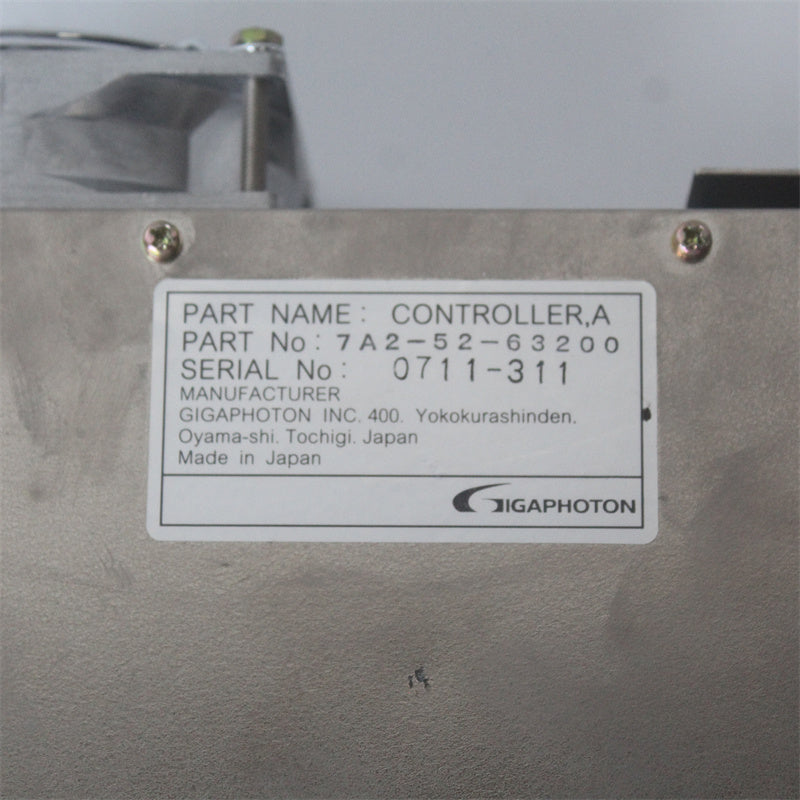 PART NAME: CONTROLLER,A
PART No: 7A2-52-63200
SERIAL No: 0711-311
MANUFACTURER
GIGAPHOTON INC. 400. Yokokurashinden.
Oyama-shi. Tochigi. Japan
Made in Japan
GIGAPHOTON